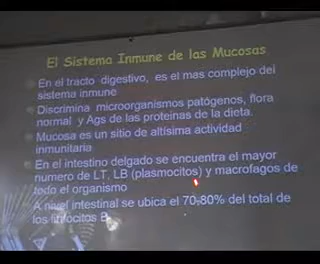 El Sistema Inmune de las Mucosas
En el tracto digestivo, es el mas complejo del
sistema inmune
Discrimina microorganismos patógenos, flora
normal y Ags de las proteinas de la dieta.
Mucosa es un sitio de altísima actividad
inmunitaria
En el intestino delgado se encuentra el mayor
numero de LT, LB (plasmocitos) y macrofagos de
todo el organismo
A nivel intestinal se ubica el 70-80% del total de
los linfocitos B.